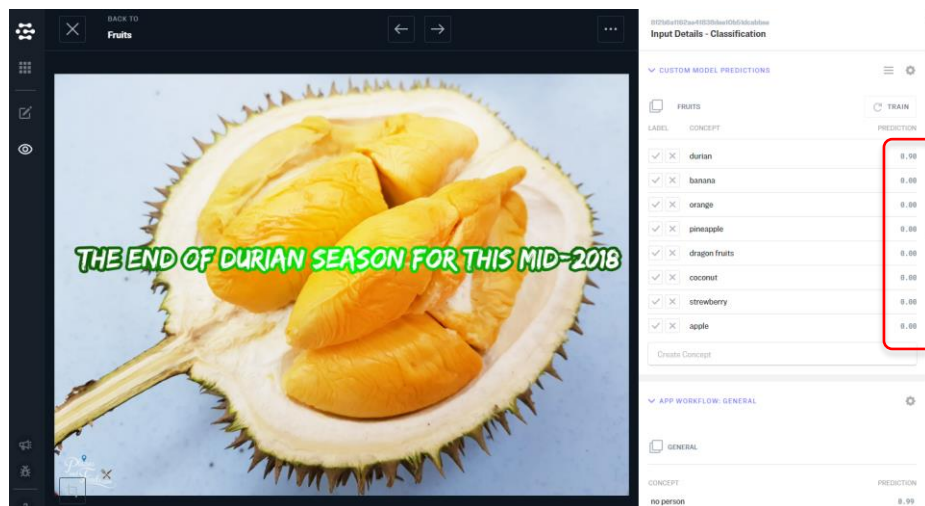 BACK TO
Fruits
Input Details - Classification
CUSTOM MODEL PREDICTIONS
FRUITS
TRAIN
LABEL CONCEPT PREDICTION
durian 0.90
banana 0.00
orange 0.00
pineapple 0.00
dragon fruits 0.00
coconut 0.00
strewberry 0.00
apple 0.00
Create Concept
APP WORKFLOW: GENERAL
GENERAL
CONCEPT PREDICTION
no person 0.99
THE END OF DURIAN SEASON FOR THIS MID-2018